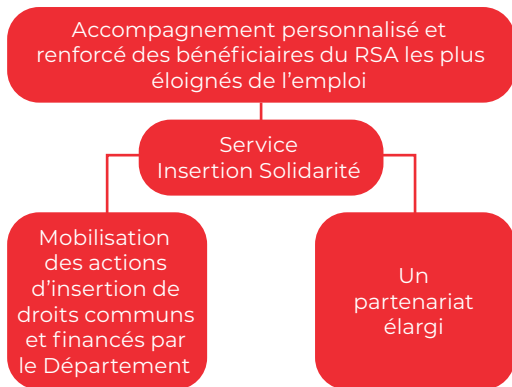 Accompagnement personnalisé et
renforcé des bénéficiaires du RSA les plus
éloignés de l’emploi
Service
Insertion Solidarité
Mobilisation
des actions
d’insertion de
droits communs
et financés par
le Département
Un
partenariat
élargi